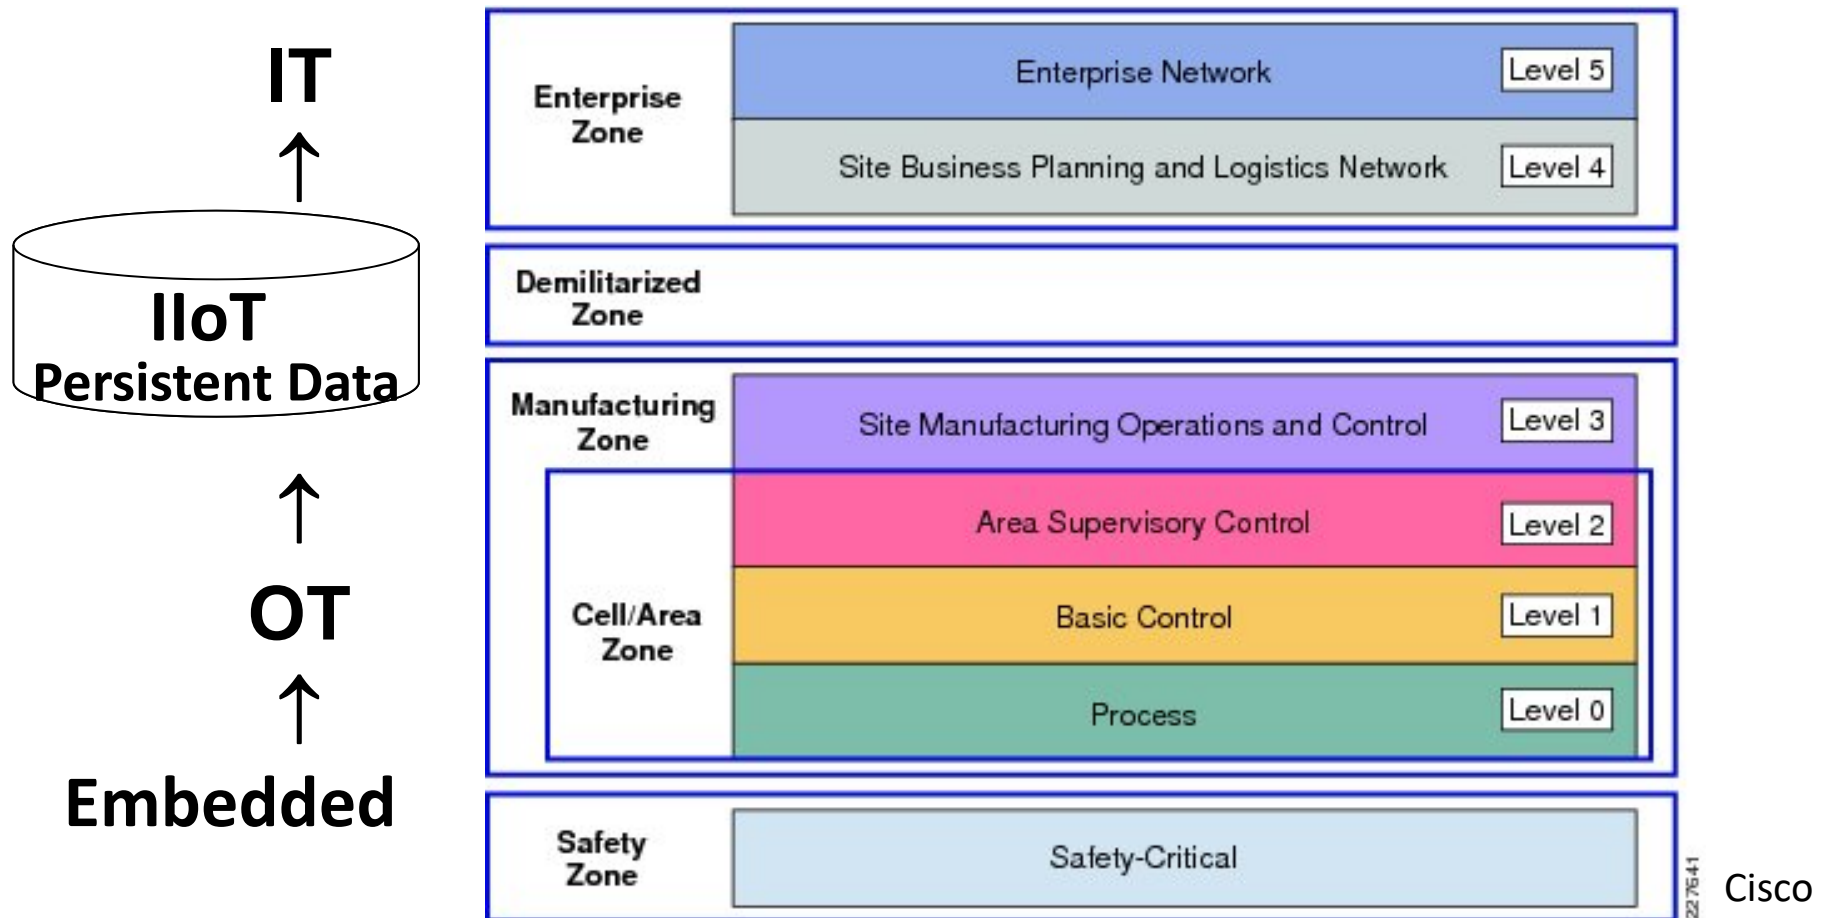 IT
IIoT
Persistent Data
OT
Embedded
Enterprise
Zone
Enterprise Network
Level 5
Site Business Planning and Logistics Network
Level 4
Demilitarized
Zone
Manufacturing
Zone
Site Manufacturing Operations and Control
Level 3
Cell/Area
Zone
Area Supervisory Control
Level 2
Basic Control
Level 1
Process
Level 0
Safety
Zone
Safety-Critical
227641
Cisco